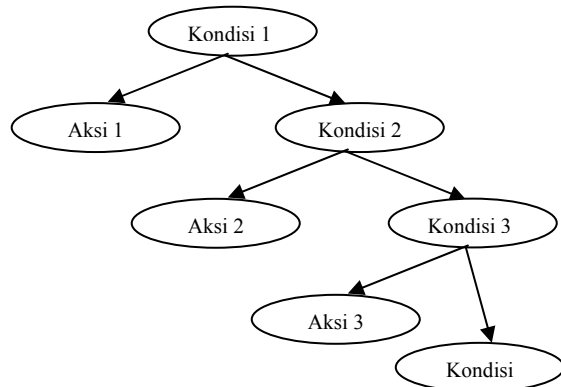 Kondisi 1
Aksi 1
Kondisi 2
Aksi 2
Kondisi 3
Aksi 3
Kondisi